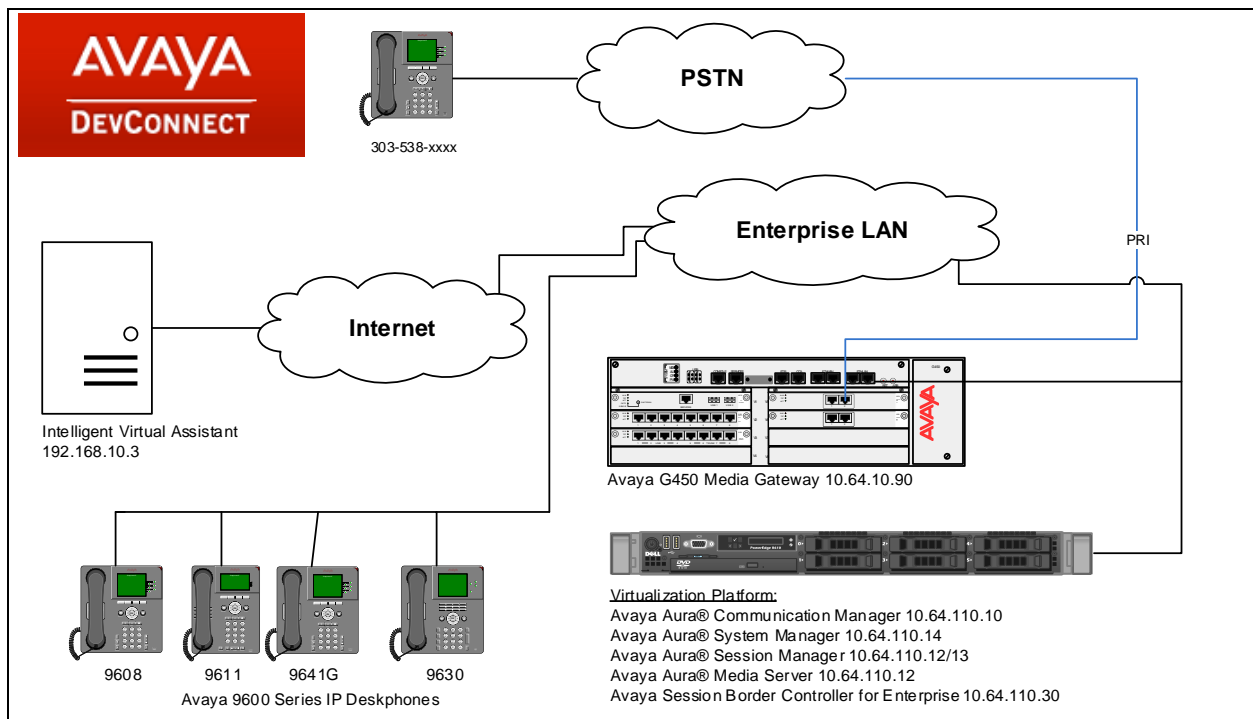 AVAYA
DEVCONNECT
303-538-xxxx
PSTN
Enterprise LAN
PRI
Internet
Intelligent Virtual Assistant
192.168.10.3
AVAYA
Avaya G450 Media Gateway 10.64.10.90
DELL
DVD
9608
9611
9641G
9630
Avaya 9600 Series IP Deskphones
Virtualization Platform:
Avaya Aura® Communication Manager 10.64.110.10
Avaya Aura® System Manager 10.64.110.14
Avaya Aura® Session Manager 10.64.110.12/13
Avaya Aura® Media Server 10.64.110.12
Avaya Session Border Controller for Enterprise 10.64.110.30